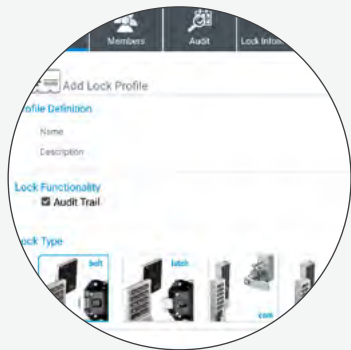 Members Audit Lock Infor
Add Lock Profile
rofile Definition
Name
Description
Lock Functionality
Audit Trail
ock Type
bolt latch cam